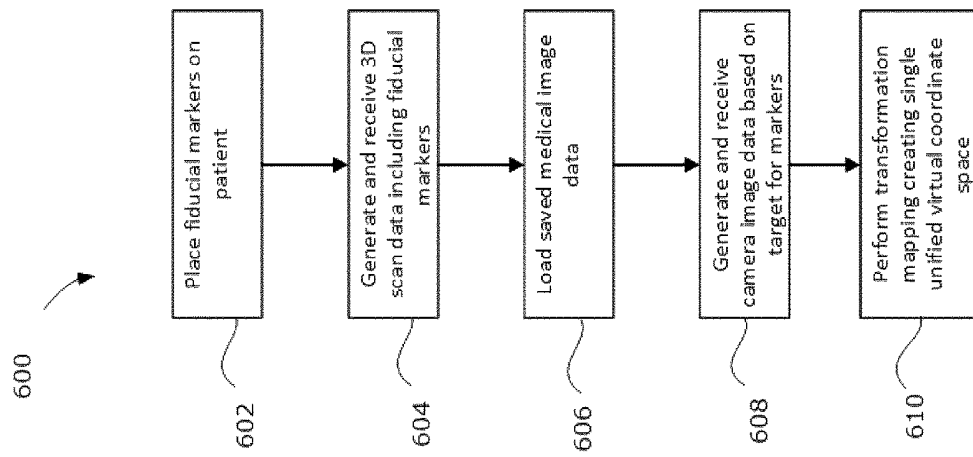 600
602
Place fiducial markers on
patient
604
Generate and receive 3D
scan data including fiducial
markers
606
Load saved medical image
data
608
Generate and receive
camera image data based on
target for markers
610
Perform transformation
mapping creating single
unified virtual coordinate
space